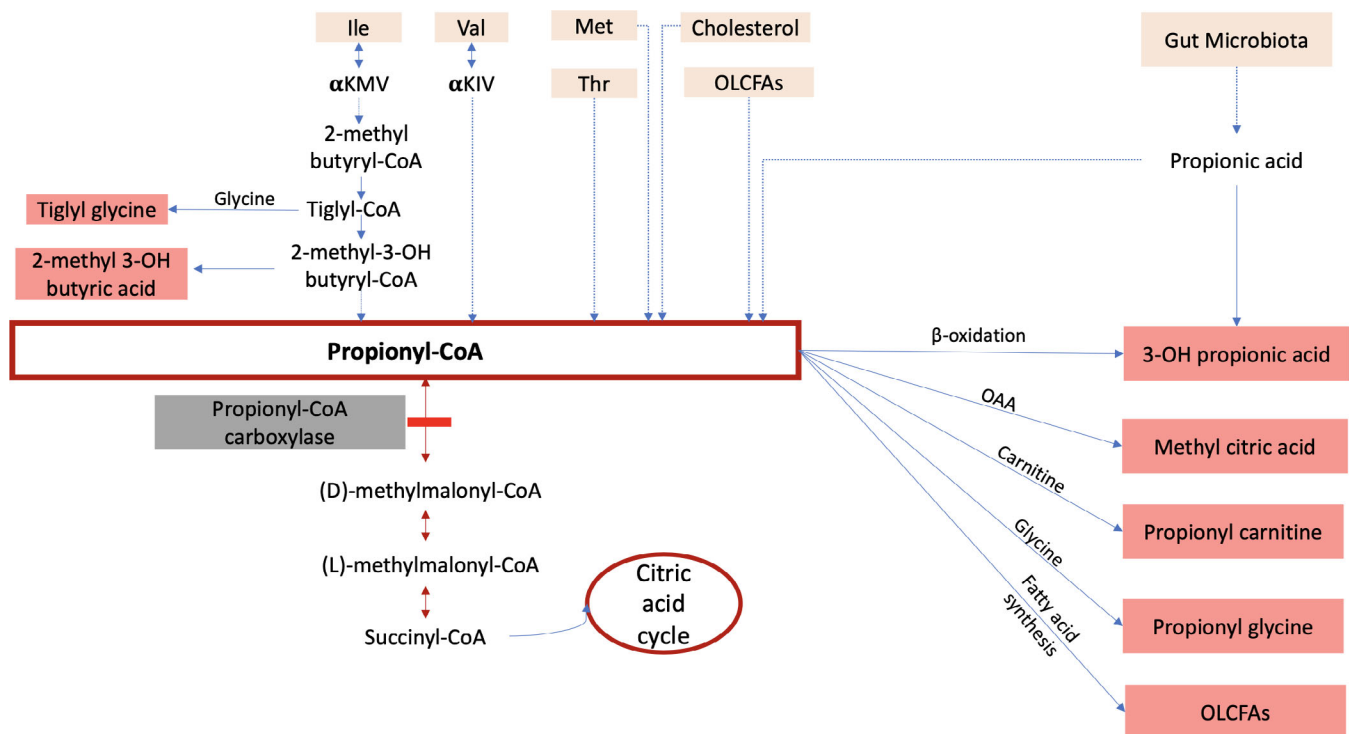 Ile
Val
Met
Cholesterol
Gut Microbiota
αKMV
αKIV
Thr
OLCFAs
2-methyl
butyryl-CoA
Propionic acid
Tiglyl glycine
Glycine
Tiglyl-CoA
2-methyl 3-OH
butyric acid
2-methyl-3-OH
butyryl-CoA
Propionyl-CoA
β-oxidation
3-OH propionic acid
Propionyl-CoA
carboxylase
OAA
Methyl citric acid
Carnitine
(D)-methylmalonyl-CoA
Propionyl carnitine
Glycine
(L)-methylmalonyl-CoA
Citric
acid
cycle
Fatty acid
synthesis
Propionyl glycine
Succinyl-CoA
OLCFAs